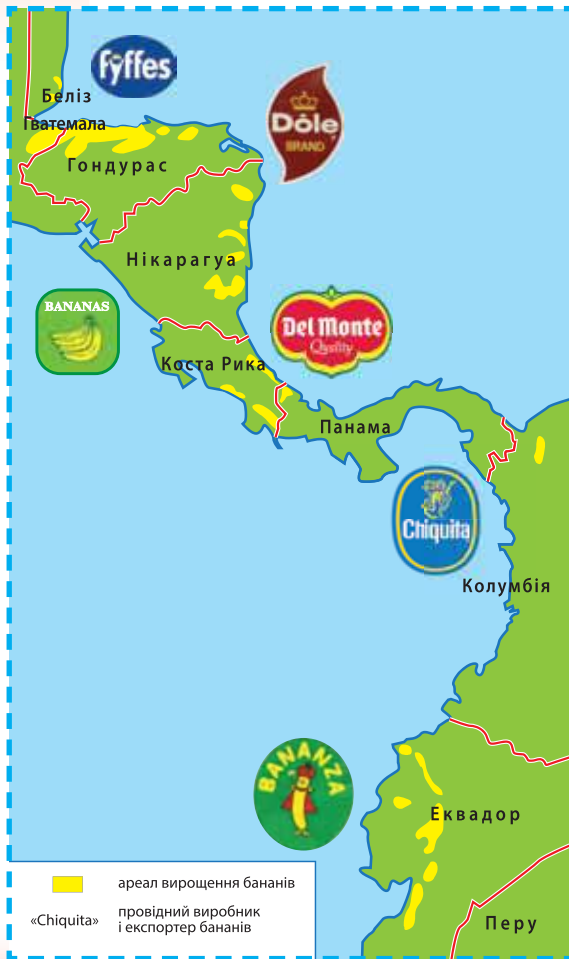 fyffes
Беліз
Гватемала
Dole
BRAND
Гондурас
Нікарагуа
BANANAS
Del Monte
Quality
Коста Рика
Панама
Chiquita
Колумбія
BANANZA
Еквадор
ареал вирощення бананів
«Chiquita» провідний виробник
і експортер бананів
Перу